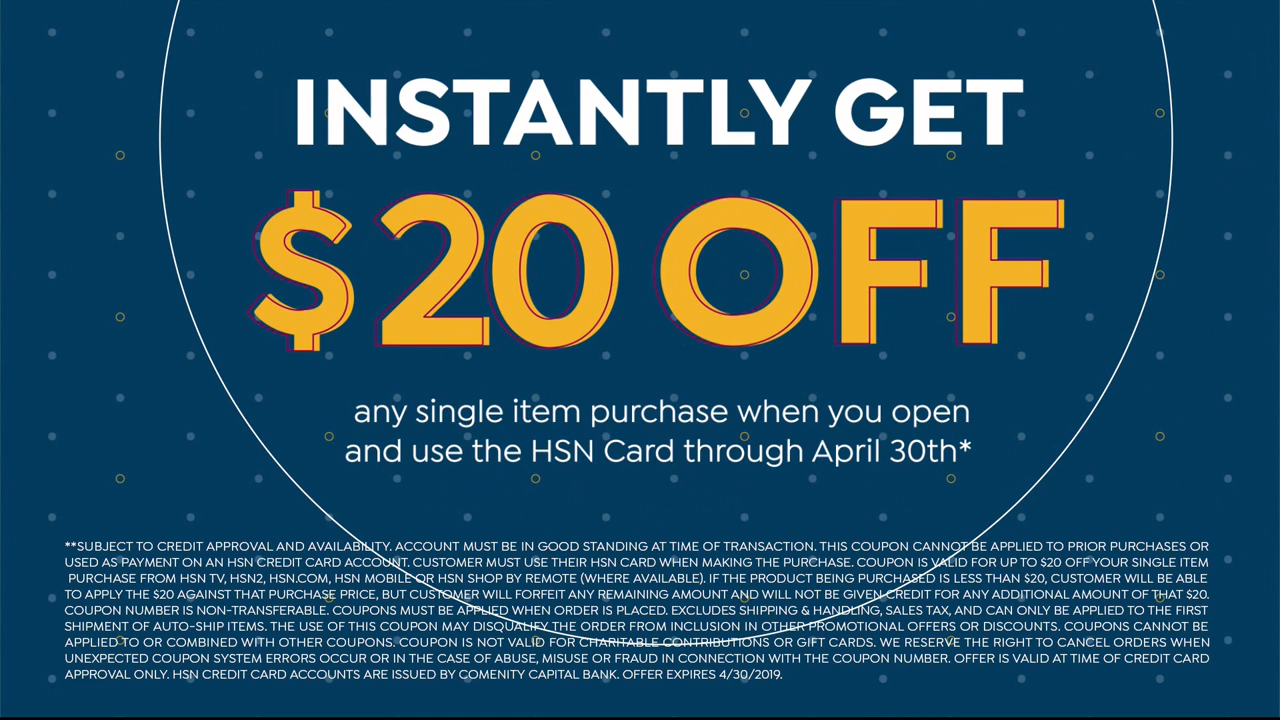 INSTANTLY GET
$20 OFF
any single item purchase when you open
and use the HSN Card through April 30th*
**SUBJECT TO CREDIT APPROVAL AND AVAILABILITY. ACCOUNT MUST BE IN GOOD STANDING AT TIME OF TRANSACTION. THIS COUPON CANNOT BE APPLIED TO PRIOR PURCHASES OR
USED AS PAYMENT ON AN HSN CREDIT CARD ACCOUNT. CUSTOMER MUST USE THEIR HSN CARD WHEN MAKING THE PURCHASE. COUPON IS VALID FOR UP TO $20 OFF YOUR SINGLE ITEM
PURCHASE FROM HSN TV, HSN2, HSN.COM, HSN MOBILE OR HSN SHOP BY REMOTE (WHERE AVAILABLE). IF THE PRODUCT BEING PURCHASED IS LESS THAN $20, CUSTOMER WILL BE ABLE
TO APPLY THE $20 AGAINST THAT PURCHASE PRICE, BUT CUSTOMER WILL FORFEIT ANY REMAINING AMOUNT AND WILL NOT BE GIVEN CREDIT FOR ANY ADDITIONAL AMOUNT OF THAT $20.
COUPON NUMBER IS NON-TRANSFERABLE. COUPONS MUST BE APPLIED WHEN ORDER IS PLACED. EXCLUDES SHIPPING & HANDLING, SALES TAX, AND CAN ONLY BE APPLIED TO THE FIRST
SHIPMENT OF AUTO-SHIP ITEMS. THE USE OF THIS COUPON MAY DISQUALIFY THE ORDER FROM INCLUSION IN OTHER PROMOTIONAL OFFERS OR DISCOUNTS. COUPONS CANNOT BE
APPLIED TO OR COMBINED WITH OTHER COUPONS. COUPON IS NOT VALID FOR CHARITABLE CONTRIBUTIONS OR GIFT CARDS. WE RESERVE THE RIGHT TO CANCEL ORDERS WHEN
UNEXPECTED COUPON SYSTEM ERRORS OCCUR OR IN THE CASE OF ABUSE, MISUSE OR FRAUD IN CONNECTION WITH THE COUPON NUMBER. OFFER IS VALID AT TIME OF CREDIT CARD
APPROVAL ONLY. HSN CREDIT CARD ACCOUNTS ARE ISSUED BY COMENITY CAPITAL BANK. OFFER EXPIRES 4/30/2019.